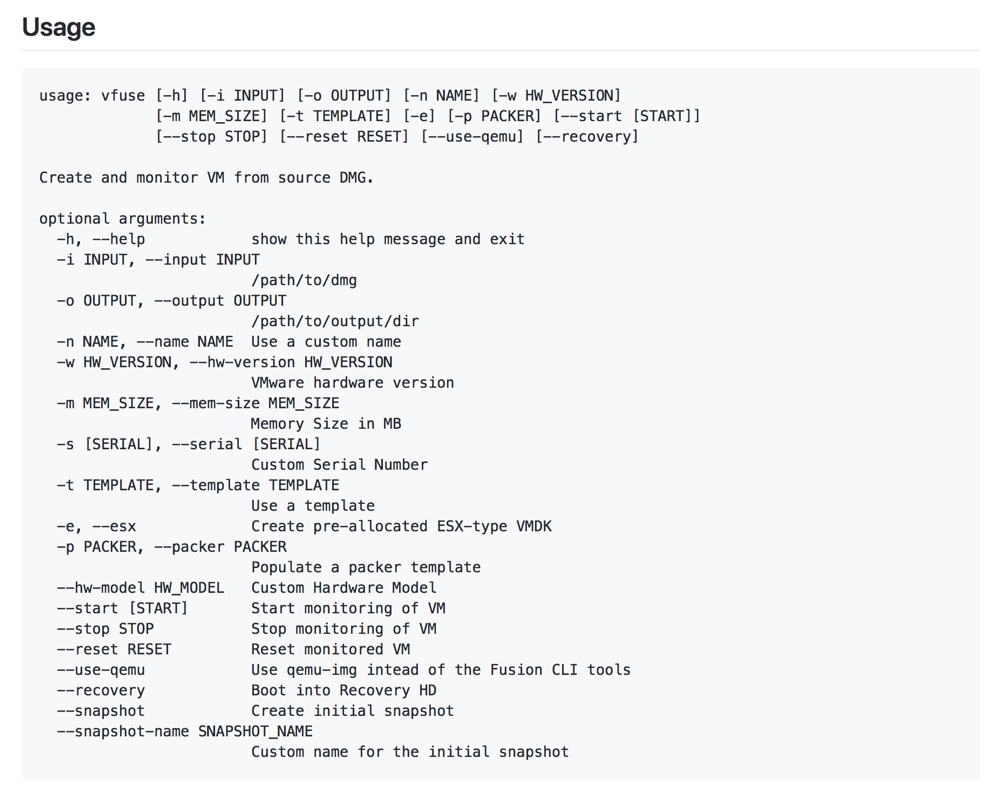 Usage
usage: vfuse [-h] [-i INPUT] [-o OUTPUT] [-n NAME] [-w HW_VERSION]
             [-m MEM_SIZE] [-t TEMPLATE] [-e] [-p PACKER] [--start [START]]
             [--stop STOP] [--reset RESET] [--use-qemu] [--recovery]
Create and monitor VM from source DMG.
optional arguments:
  -h, --help            show this help message and exit
  -i INPUT, --input INPUT
                        /path/to/dmg
  -o OUTPUT, --output OUTPUT
                        /path/to/output/dir
  -n NAME, --name NAME  Use a custom name
  -w HW_VERSION, --hw-version HW_VERSION
                        VMware hardware version
  -m MEM_SIZE, --mem-size MEM_SIZE
                        Memory Size in MB
  -s [SERIAL], --serial [SERIAL]
                        Custom Serial Number
  -t TEMPLATE, --template TEMPLATE
                        Use a template
  -e, --esx             Create pre-allocated ESX-type VMDK
  -p PACKER, --packer PACKER
                        Populate a packer template
  --hw-model HW_MODEL   Custom Hardware Model
  --start [START]       Start monitoring of VM
  --stop STOP           Stop monitoring of VM
  --reset RESET         Reset monitored VM
  --use-qemu            Use qemu-img intead of the Fusion CLI tools
  --recovery            Boot into Recovery HD
  --snapshot            Create initial snapshot
  --snapshot-name SNAPSHOT_NAME
                        Custom name for the initial snapshot